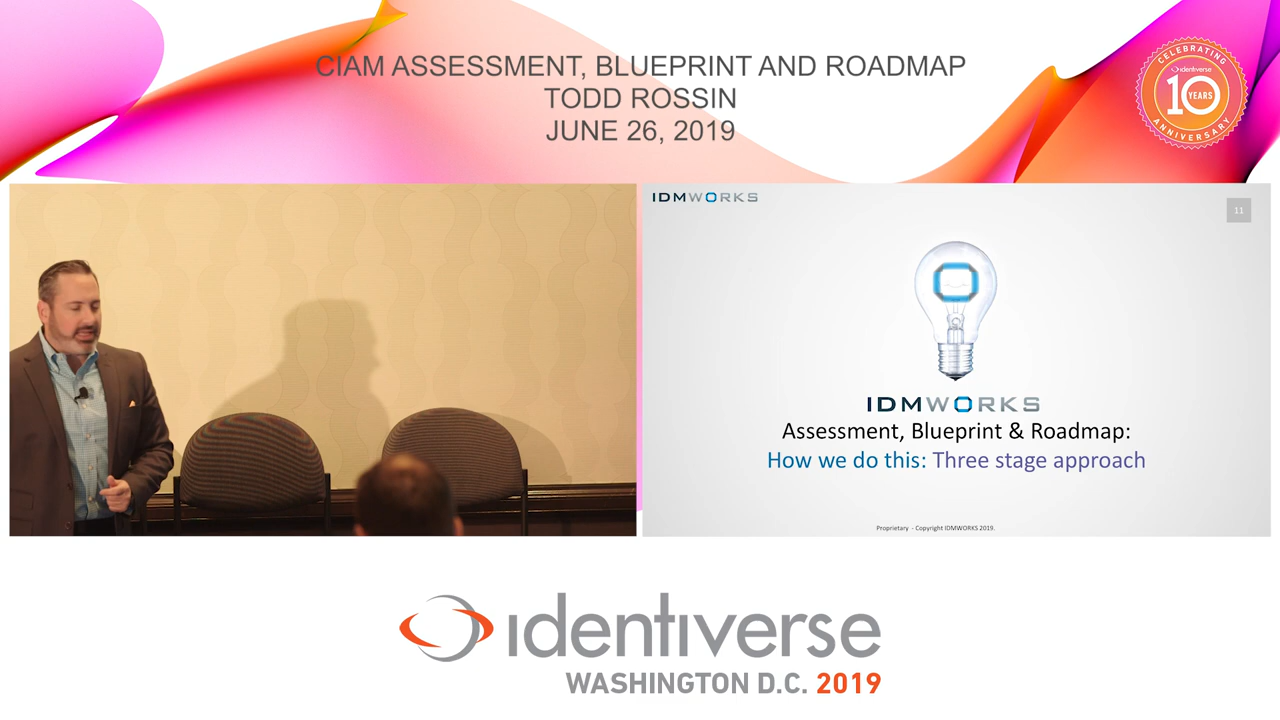 CIAM ASSESSMENT, BLUEPRINT AND ROADMAP
TODD ROSSIN
JUNE 26, 2019
CELEBRATING
identiverse
10
YEARS
ANNIVERSARY
IDMWORKS
11
IDMWORKS
Assessment, Blueprint & Roadmap:
How we do this: Three stage approach
Proprietary - Copyright IDMWORKS 2019.
identiverse
WASHINGTON D.C. 2019